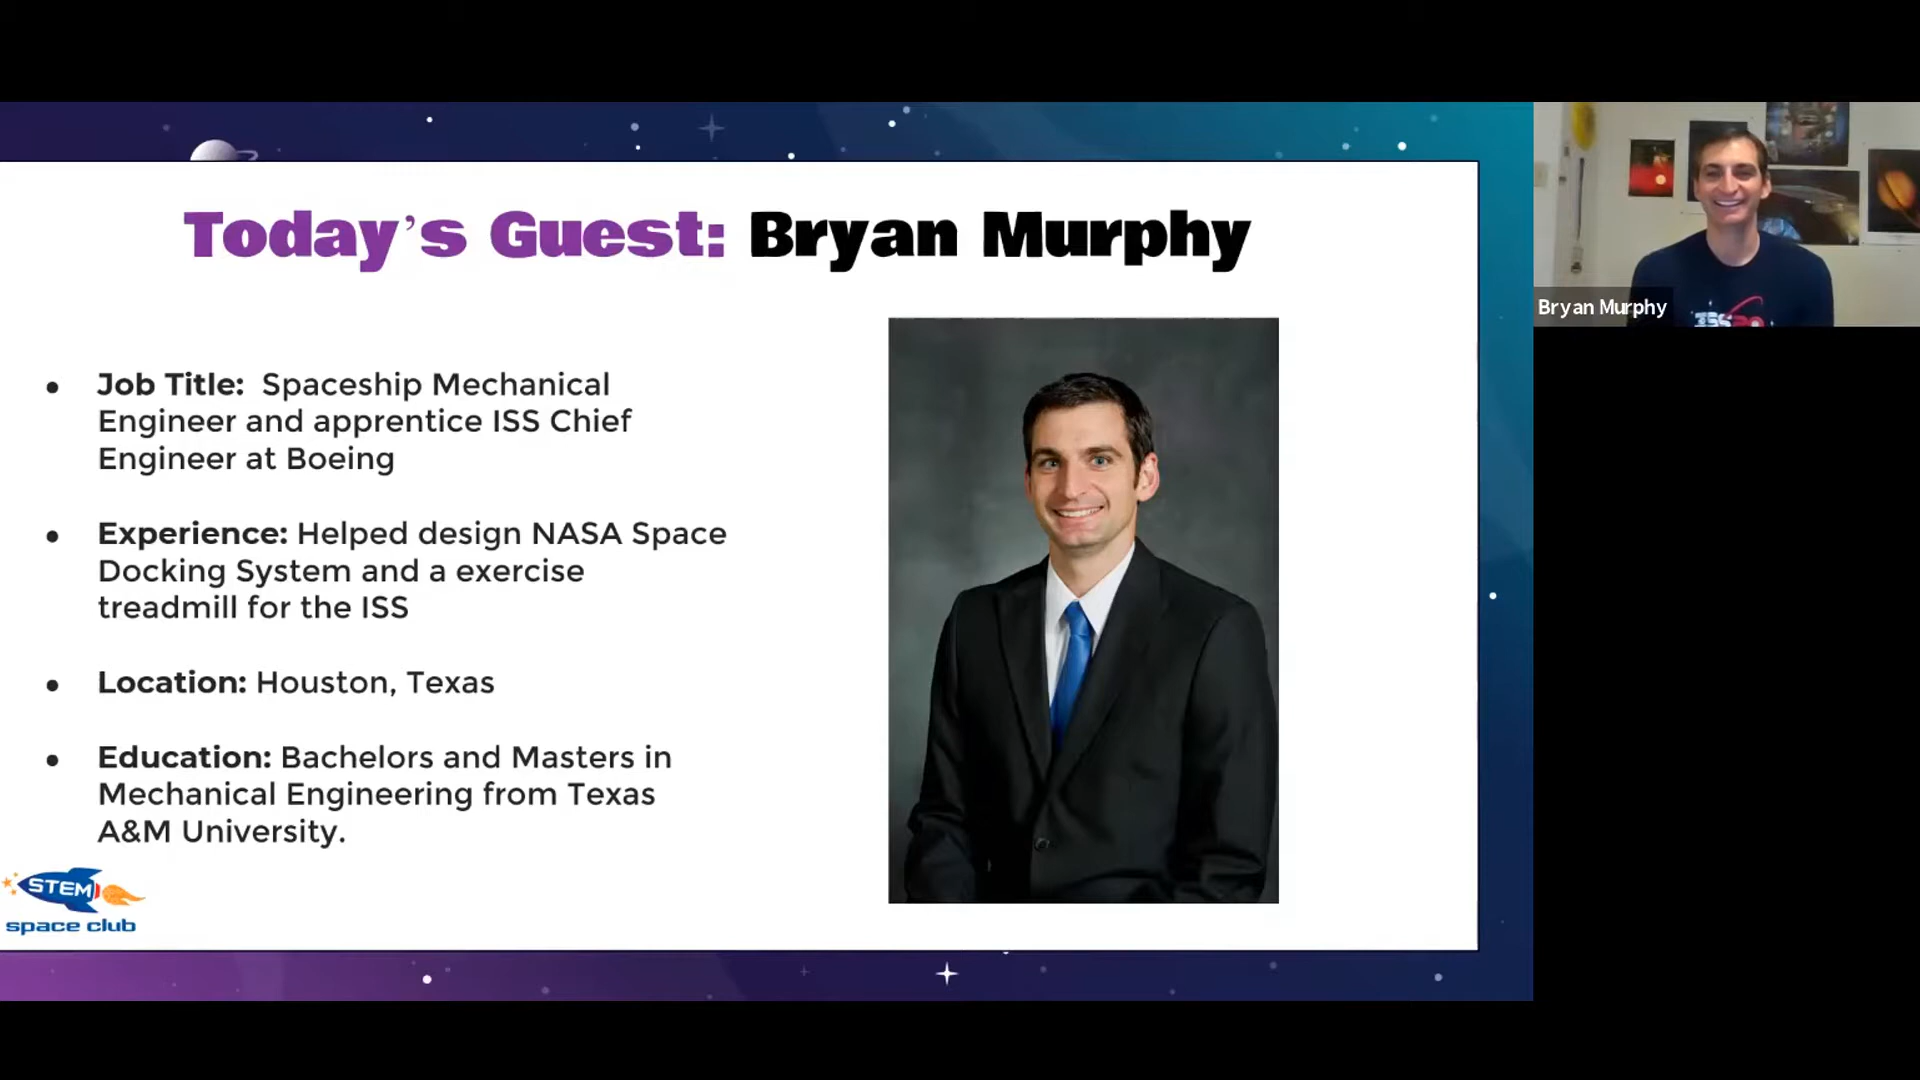 Today's Guest: Bryan Murphy
● Job Title: Spaceship Mechanical
Engineer and apprentice ISS Chief
Engineer at Boeing
● Experience: Helped design NASA Space
Docking System and a exercise
treadmill for the ISS
● Location: Houston, Texas
● Education: Bachelors and Masters in
Mechanical Engineering from Texas
A&M University.
STEM
space club
Bryan Murphy
ISS20